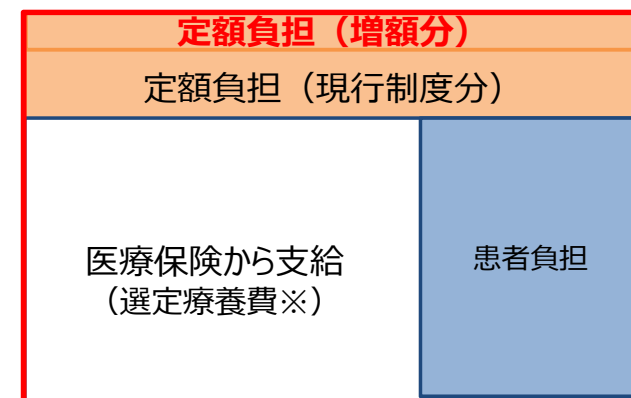 定額負担（増額分）
定額負担（現行制度分）
医療保険から支給
（選定療養費※）
患者負担